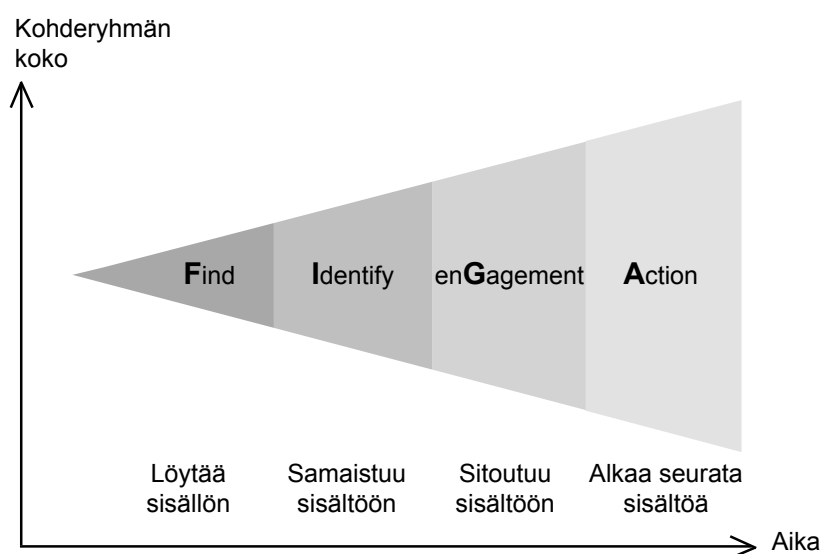 Kohderyhmän
koko
Find
Identify
enGagement
Action
Löytää
sisällön
Samaistuu
sisältöön
Sitoutuu
sisältöön
Alkaa seurata
sisältöä
Aika